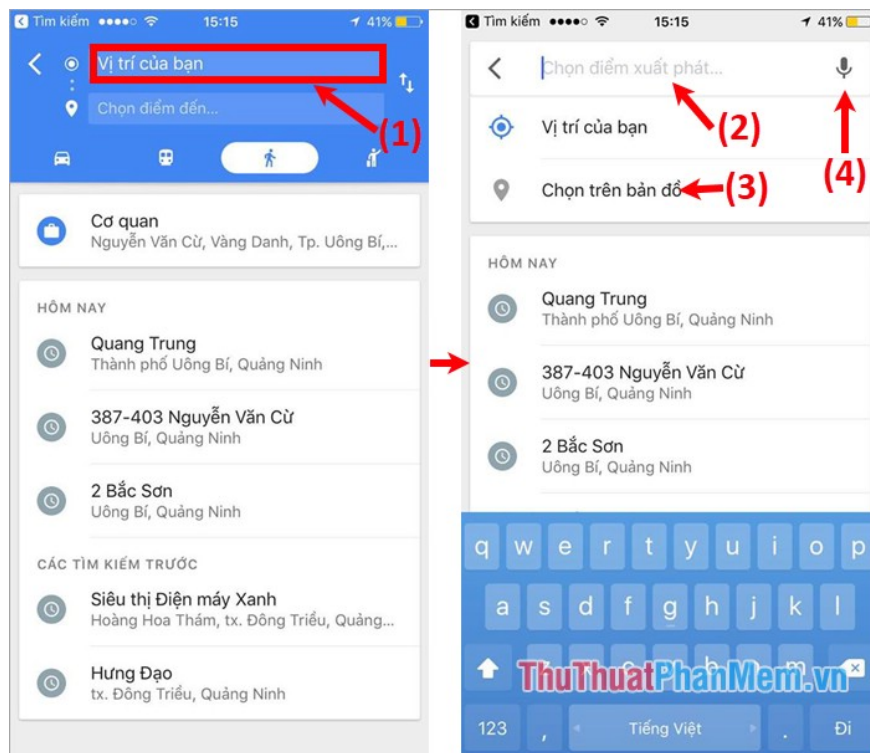 Tìm kiếm 15:15 41%
Vị trí của bạn
Chọn điểm đến...
(1)
Cơ quan
Nguyễn Văn Cừ, Vàng Danh, Tp. Uông Bí,...
HÔM NAY
Quang Trung
Thành phố Uông Bí, Quảng Ninh
387-403 Nguyễn Văn Cừ
Uông Bí, Quảng Ninh
2 Bắc Sơn
Uông Bí, Quảng Ninh
CÁC TÌM KIẾM TRƯỚC
Siêu thị Điện máy Xanh
Hoàng Hoa Thám, tx. Đông Triều, Quảng...
Hưng Đạo
tx. Đông Triều, Quảng Ninh
Tìm kiếm 15:15 41%
Chọn điểm xuất phát...
(2)
Vị trí của bạn
Chọn trên bản đồ
(3)
(4)
HÔM NAY
Quang Trung
Thành phố Uông Bí, Quảng Ninh
387-403 Nguyễn Văn Cừ
Uông Bí, Quảng Ninh
2 Bắc Sơn
Uông Bí, Quảng Ninh
q w e r t y u i o p
a s d f g h j k l
ThuThuatPhanMem.vn
123 , Tiếng Việt . Đi